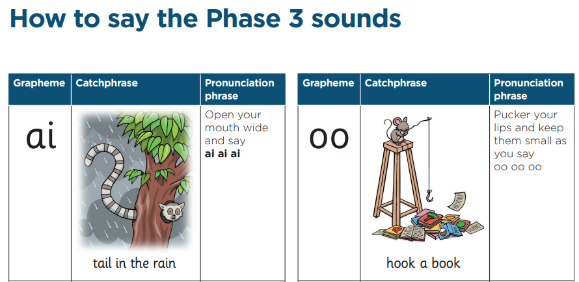 How to say the Phase 3 sounds
Grapheme Catchphrase Pronunciation
phrase
ai
Open your
mouth wide
and say
ai ai ai
tail in the rain
Grapheme Catchphrase Pronunciation
phrase
oo
Pucker your
lips and keep
them small as
you say
oo oo oo
hook a book